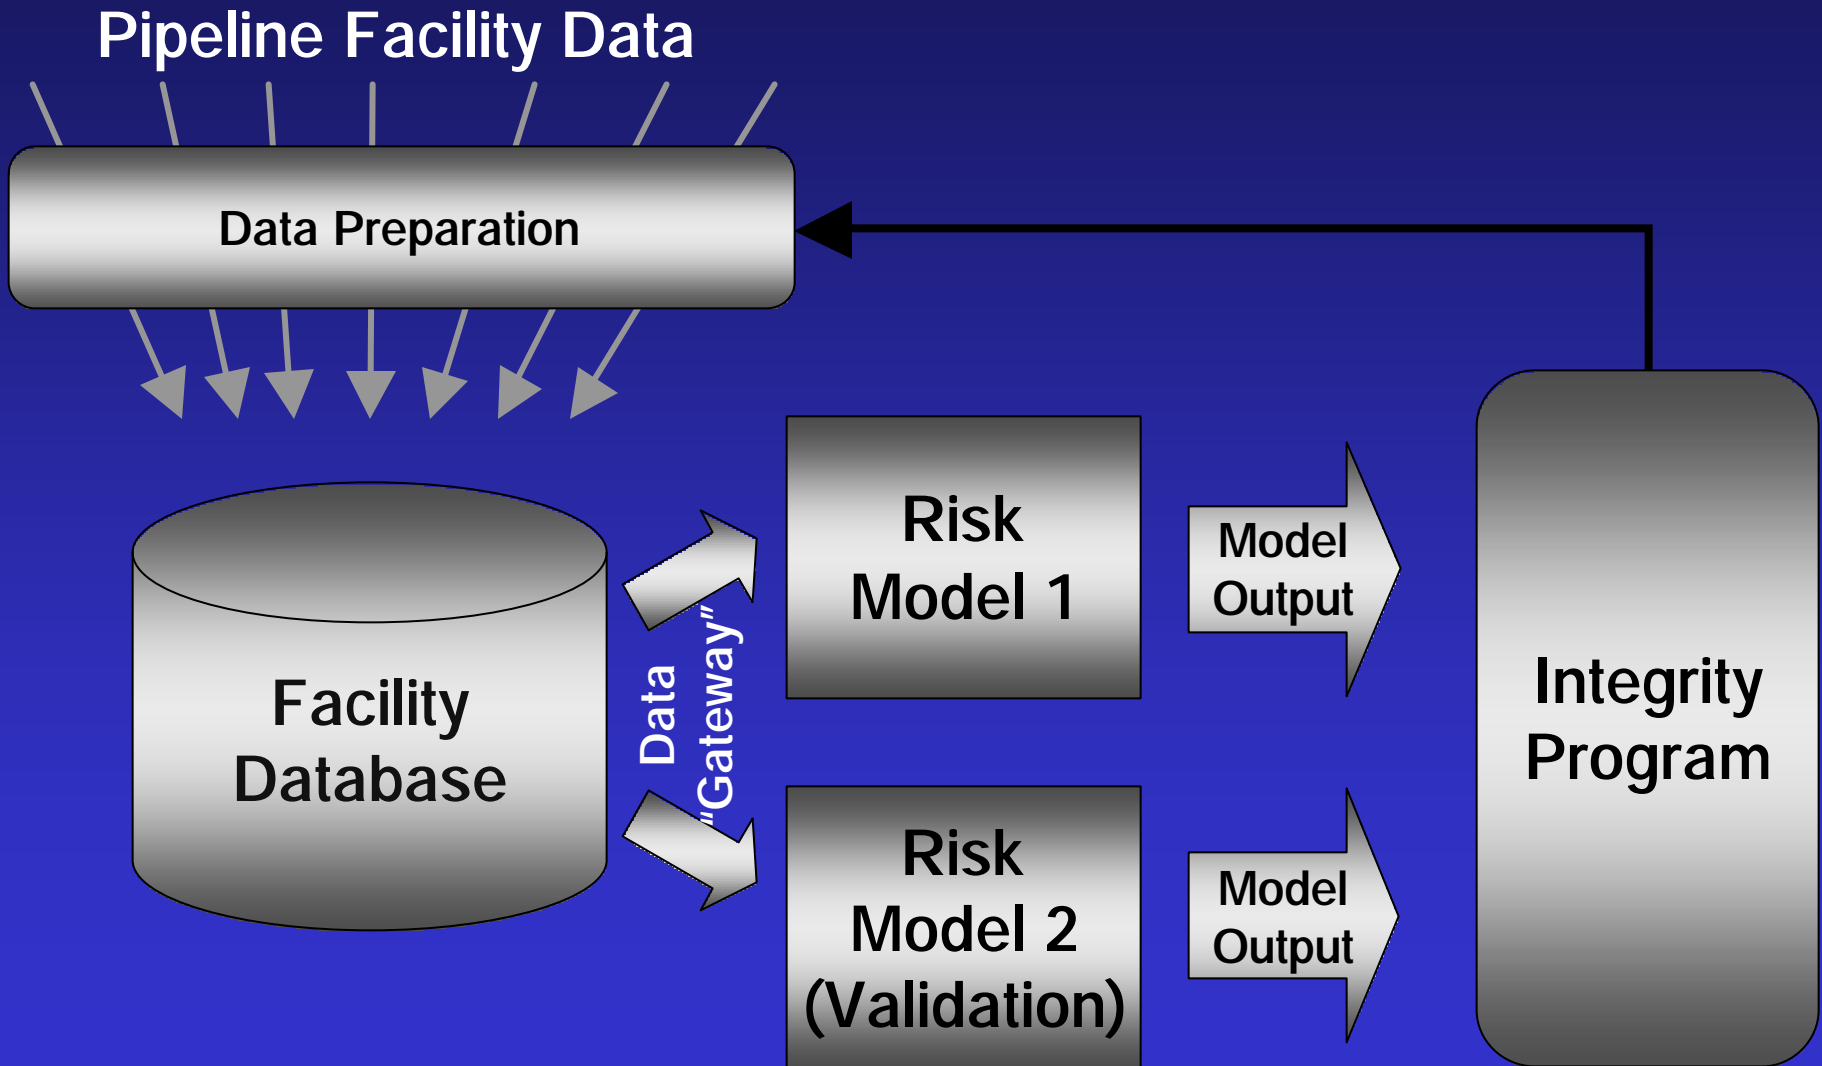 Pipeline Facility Data
Data Preparation
Facility
Database
Data
"Gateway"
Risk
Model 1
Model
Output
Risk
Model 2
(Validation)
Model
Output
Integrity
Program